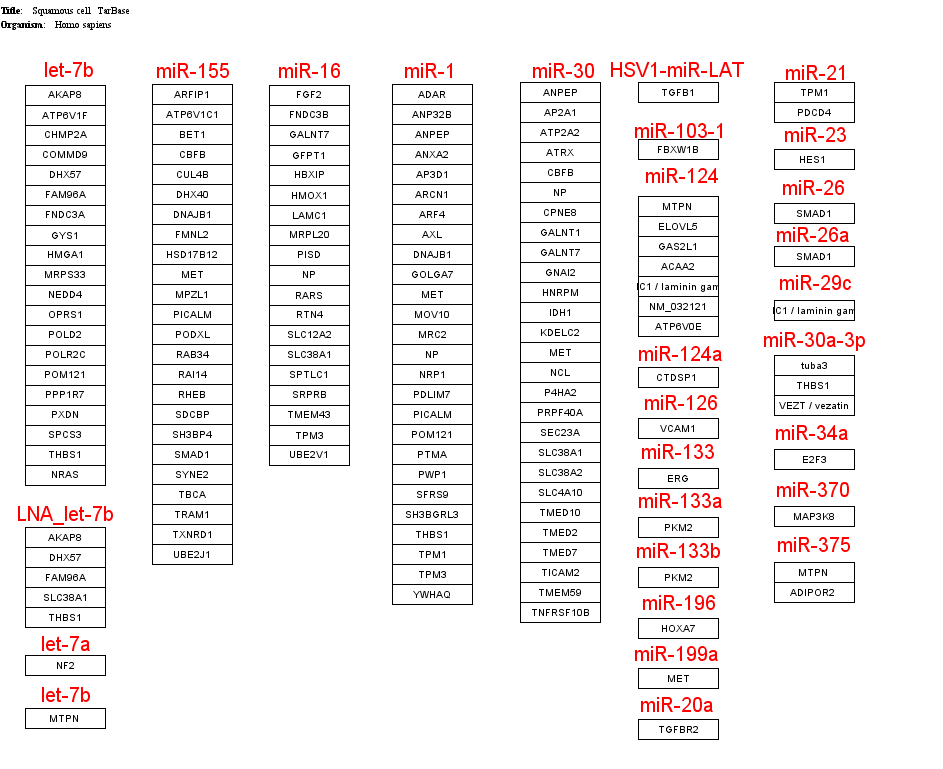 Title: Squamous cell TarBase
Organism: Homo sapiens
let-7b
AKAP8
ATP6V1F
CHMP2A
COMMD9
DHX57
FAM96A
FNDC3A
GYS1
HMGA1
MRPS33
NEDD4
OPRS1
POLD2
POLR2C
POM121
PPP1R7
PXDN
SPCS3
THBS1
NRAS
LNA_let-7b
AKAP8
DHX57
FAM96A
SLC38A1
THBS1
let-7a
NF2
let-7b
MTPN
miR-155
ARFIP1
ATP6V1C1
BET1
CBFB
CUL4B
DHX40
DNAJB1
FMNL2
HSD17B12
MET
MPZL1
PICALM
PODXL
RAB34
RAI14
RHEB
SDCBP
SH3BP4
SMAD1
SYNE2
TBCA
TRAM1
TXNRD1
UBE2J1
miR-16
FGF2
FNDC3B
GALNT7
GFPT1
HBXIP
HMOX1
LAMC1
MRPL20
PISD
NP
RARS
RTN4
SLC12A2
SLC38A1
SPTLC1
SRPRB
TMEM43
TPM3
UBE2V1
miR-1
ADAR
ANP32B
ANPEP
ANXA2
AP3D1
ARCN1
ARF4
AXL
DNAJB1
GOLGA7
MET
MOV10
MRC2
NP
NRP1
PDLIM7
PICALM
POM121
PTMA
PWP1
SFRS9
SH3BGRL3
THBS1
TPM1
TPM3
YWHAQ
miR-30
ANPEP
AP2A1
ATP2A2
ATRX
CBFB
NP
CPNE8
GALNT1
GALNT7
GNAI2
HNRPM
IDH1
KDELC2
MET
NCL
P4HA2
PRPF40A
SEC23A
SLC38A1
SLC38A2
SLC4A10
TMED10
TMED2
TMED7
TICAM2
TMEM59
TNFRSF10B
HSV1-miR-LAT
TGFB1
miR-103-1
FBXW1B
miR-124
MTPN
ELOVL5
GAS2L1
ACAA2
IC1 / laminin gam
NM_032121
ATP6V0E
miR-124a
CTDSP1
miR-126
VCAM1
miR-133
ERG
miR-133a
PKM2
miR-133b
PKM2
miR-196
HOXA7
miR-199a
MET
miR-20a
TGFBR2
miR-21
TPM1
PDCD4
miR-23
HES1
miR-26
SMAD1
miR-26a
SMAD1
miR-29c
IC1 / laminin gam
miR-30a-3p
tuba3
THBS1
VEZT / vezatin
miR-34a
E2F3
miR-370
MAP3K8
miR-375
MTPN
ADIPOR2